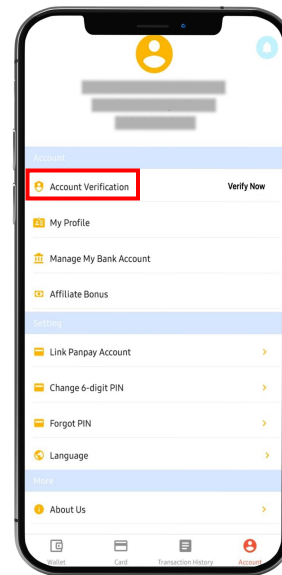 Account
Account Verification Verify Now
My Profile
Manage My Bank Account
Affiliate Bonus
Setting
Link Panpay Account
Change 6-digit PIN
Forgot PIN
Language
More
About Us
Wallet Card Transaction History Account